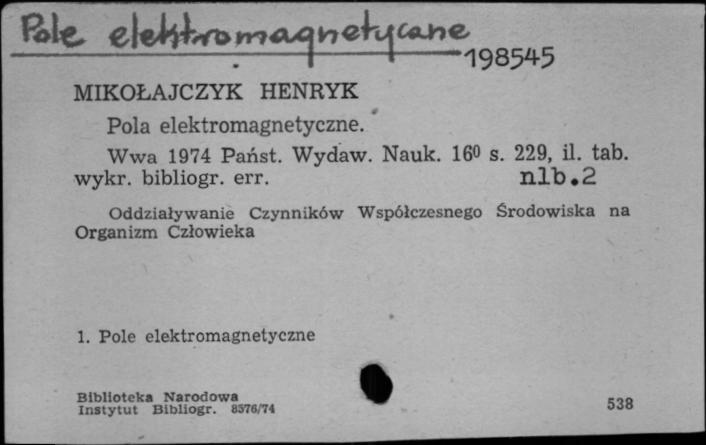 Pole elektromagnetyczne
198545
MIKOŁAJCZYK HENRYK
Pola elektromagnetyczne.
Wwa 1974 Państ. Wydaw. Nauk. 16⁰ s. 229, il. tab.
wykr. bibliogr. err. nlb.2
Oddziaływanie Czynników Współczesnego Środowiska na
Organizm Człowieka
1. Pole elektromagnetyczne
Biblioteka Narodowa
Instytut Bibliogr. 8576/74
538